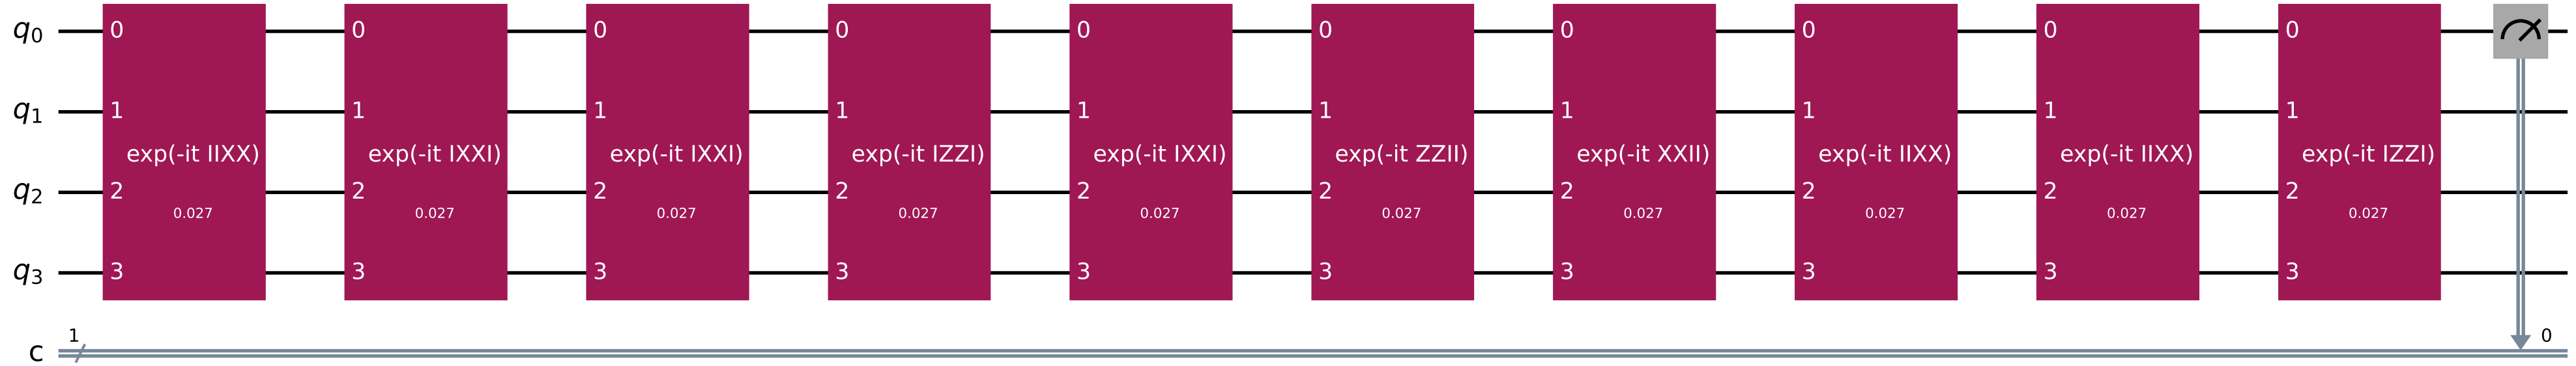 q0 0 0 0 0 0 0 0 0 0 0
q1 1 1 1 1 1 1 1 1 1 1
exp(-it IIXX) exp(-it IXXI) exp(-it IXXI) exp(-it IZZI) exp(-it IXXI) exp(-it ZZII) exp(-it XXII) exp(-it IIXX) exp(-it IIXX) exp(-it IZZI)
q2 2 2 2 2 2 2 2 2 2 2
0.027 0.027 0.027 0.027 0.027 0.027 0.027 0.027 0.027 0.027
q3 3 3 3 3 3 3 3 3 3 3
1 0
c